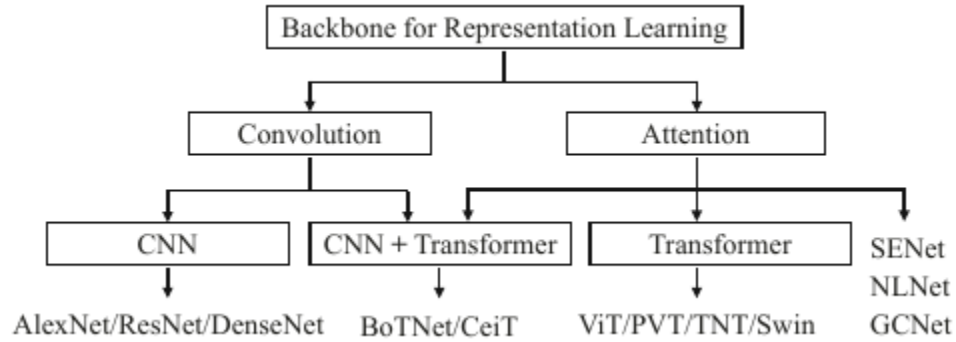 Backbone for Representation Learning
Convolution
Attention
CNN
CNN + Transformer
Transformer
SENet
NLNet
GCNet
AlexNet/ResNet/DenseNet
BoTNet/CeiT
ViT/PVT/TNT/Swin